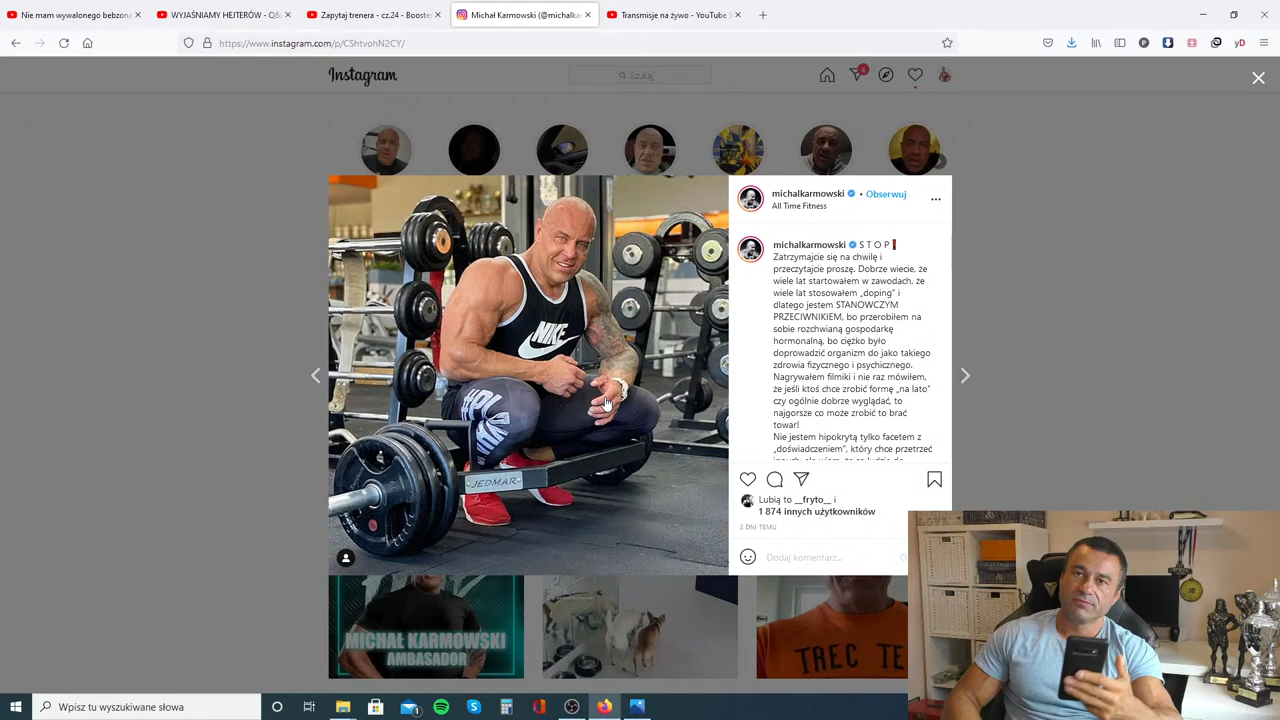 Nie mam wywalonego bebzona
WYJAŚNIAMY HEJTERÓW - Q&
Zapytaj trenera - cz.24 - Booster
Michał Karmowski (@michalkar
Transmisje na żywo - YouTube S
https://www.instagram.com/p/CShtvohN2CY/
Instagram
Szukaj
4
michalkarmowski • Obserwuj
All Time Fitness
michalkarmowski S T O P
Zatrzymajcie się na chwilę i
przeczytajcie proszę. Dobrze wiecie, że
wiele lat startowałem w zawodach, że
wiele lat stosowałem „doping” i
dlatego jestem STANOWCZYM
PRZECIWNIKIEM, bo przerobiłem na
sobie rozchwianą gospodarkę
hormonalną, bo ciężko było
doprowadzić organizm do jako takiego
zdrowia fizycznego i psychicznego.
Nagrywałem filmiki i nie raz mówiłem,
że jeśli ktoś chce zrobić formę „na lato”
czy ogólnie dobrze wyglądać, to
najgorsze co może zrobić to brać
towar!
Nie jestem hipokrytą tylko facetem z
„doświadczeniem”, który chce przetrzeć
NIKE
JEDMAR
Lubią to __fryto__ i
1 874 innych użytkowników
2 DNI TEMU
Dodaj komentarz...
MICHAŁ KARMOWSKI
AMBASADOR
TREC TE
Wpisz tu wyszukiwane słowa
1